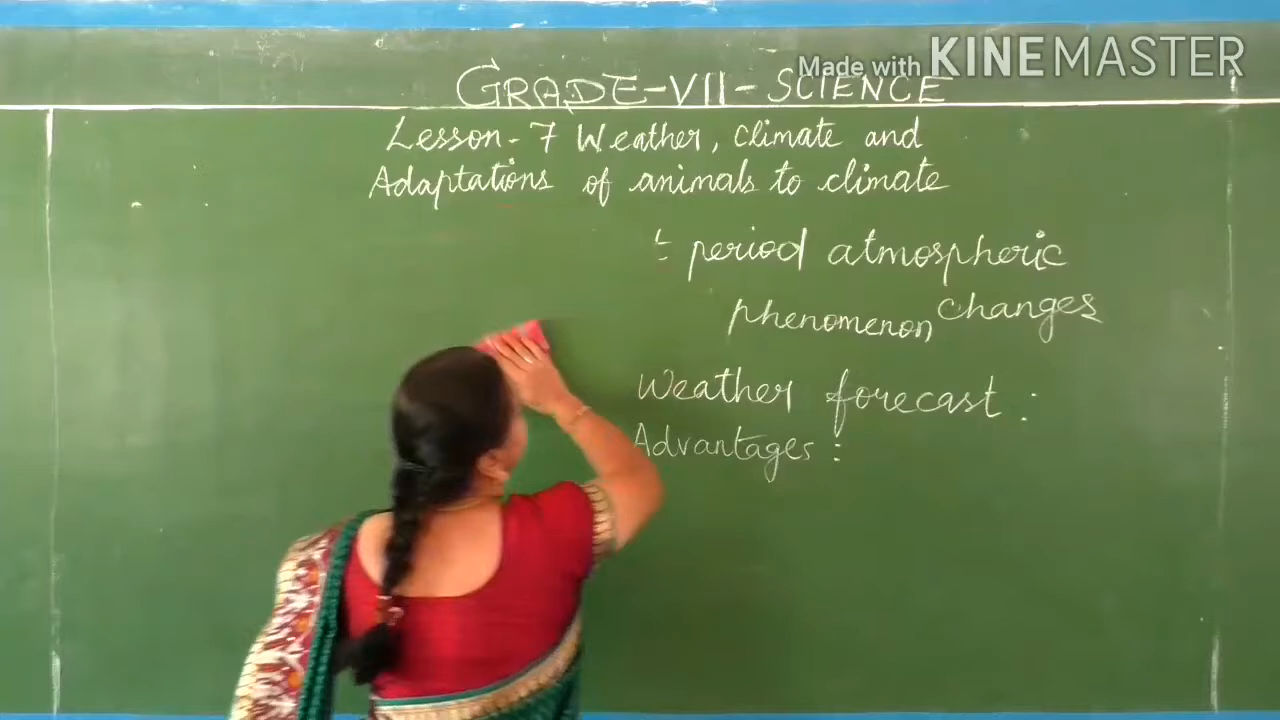 Made with KINEMASTER
GRADE-VII-SCIENCE
Lesson-7 Weather, Climate and
Adaptations of animals to climate
t period atmospheric
phenomenon changes
Weather forecast :
Advantages :